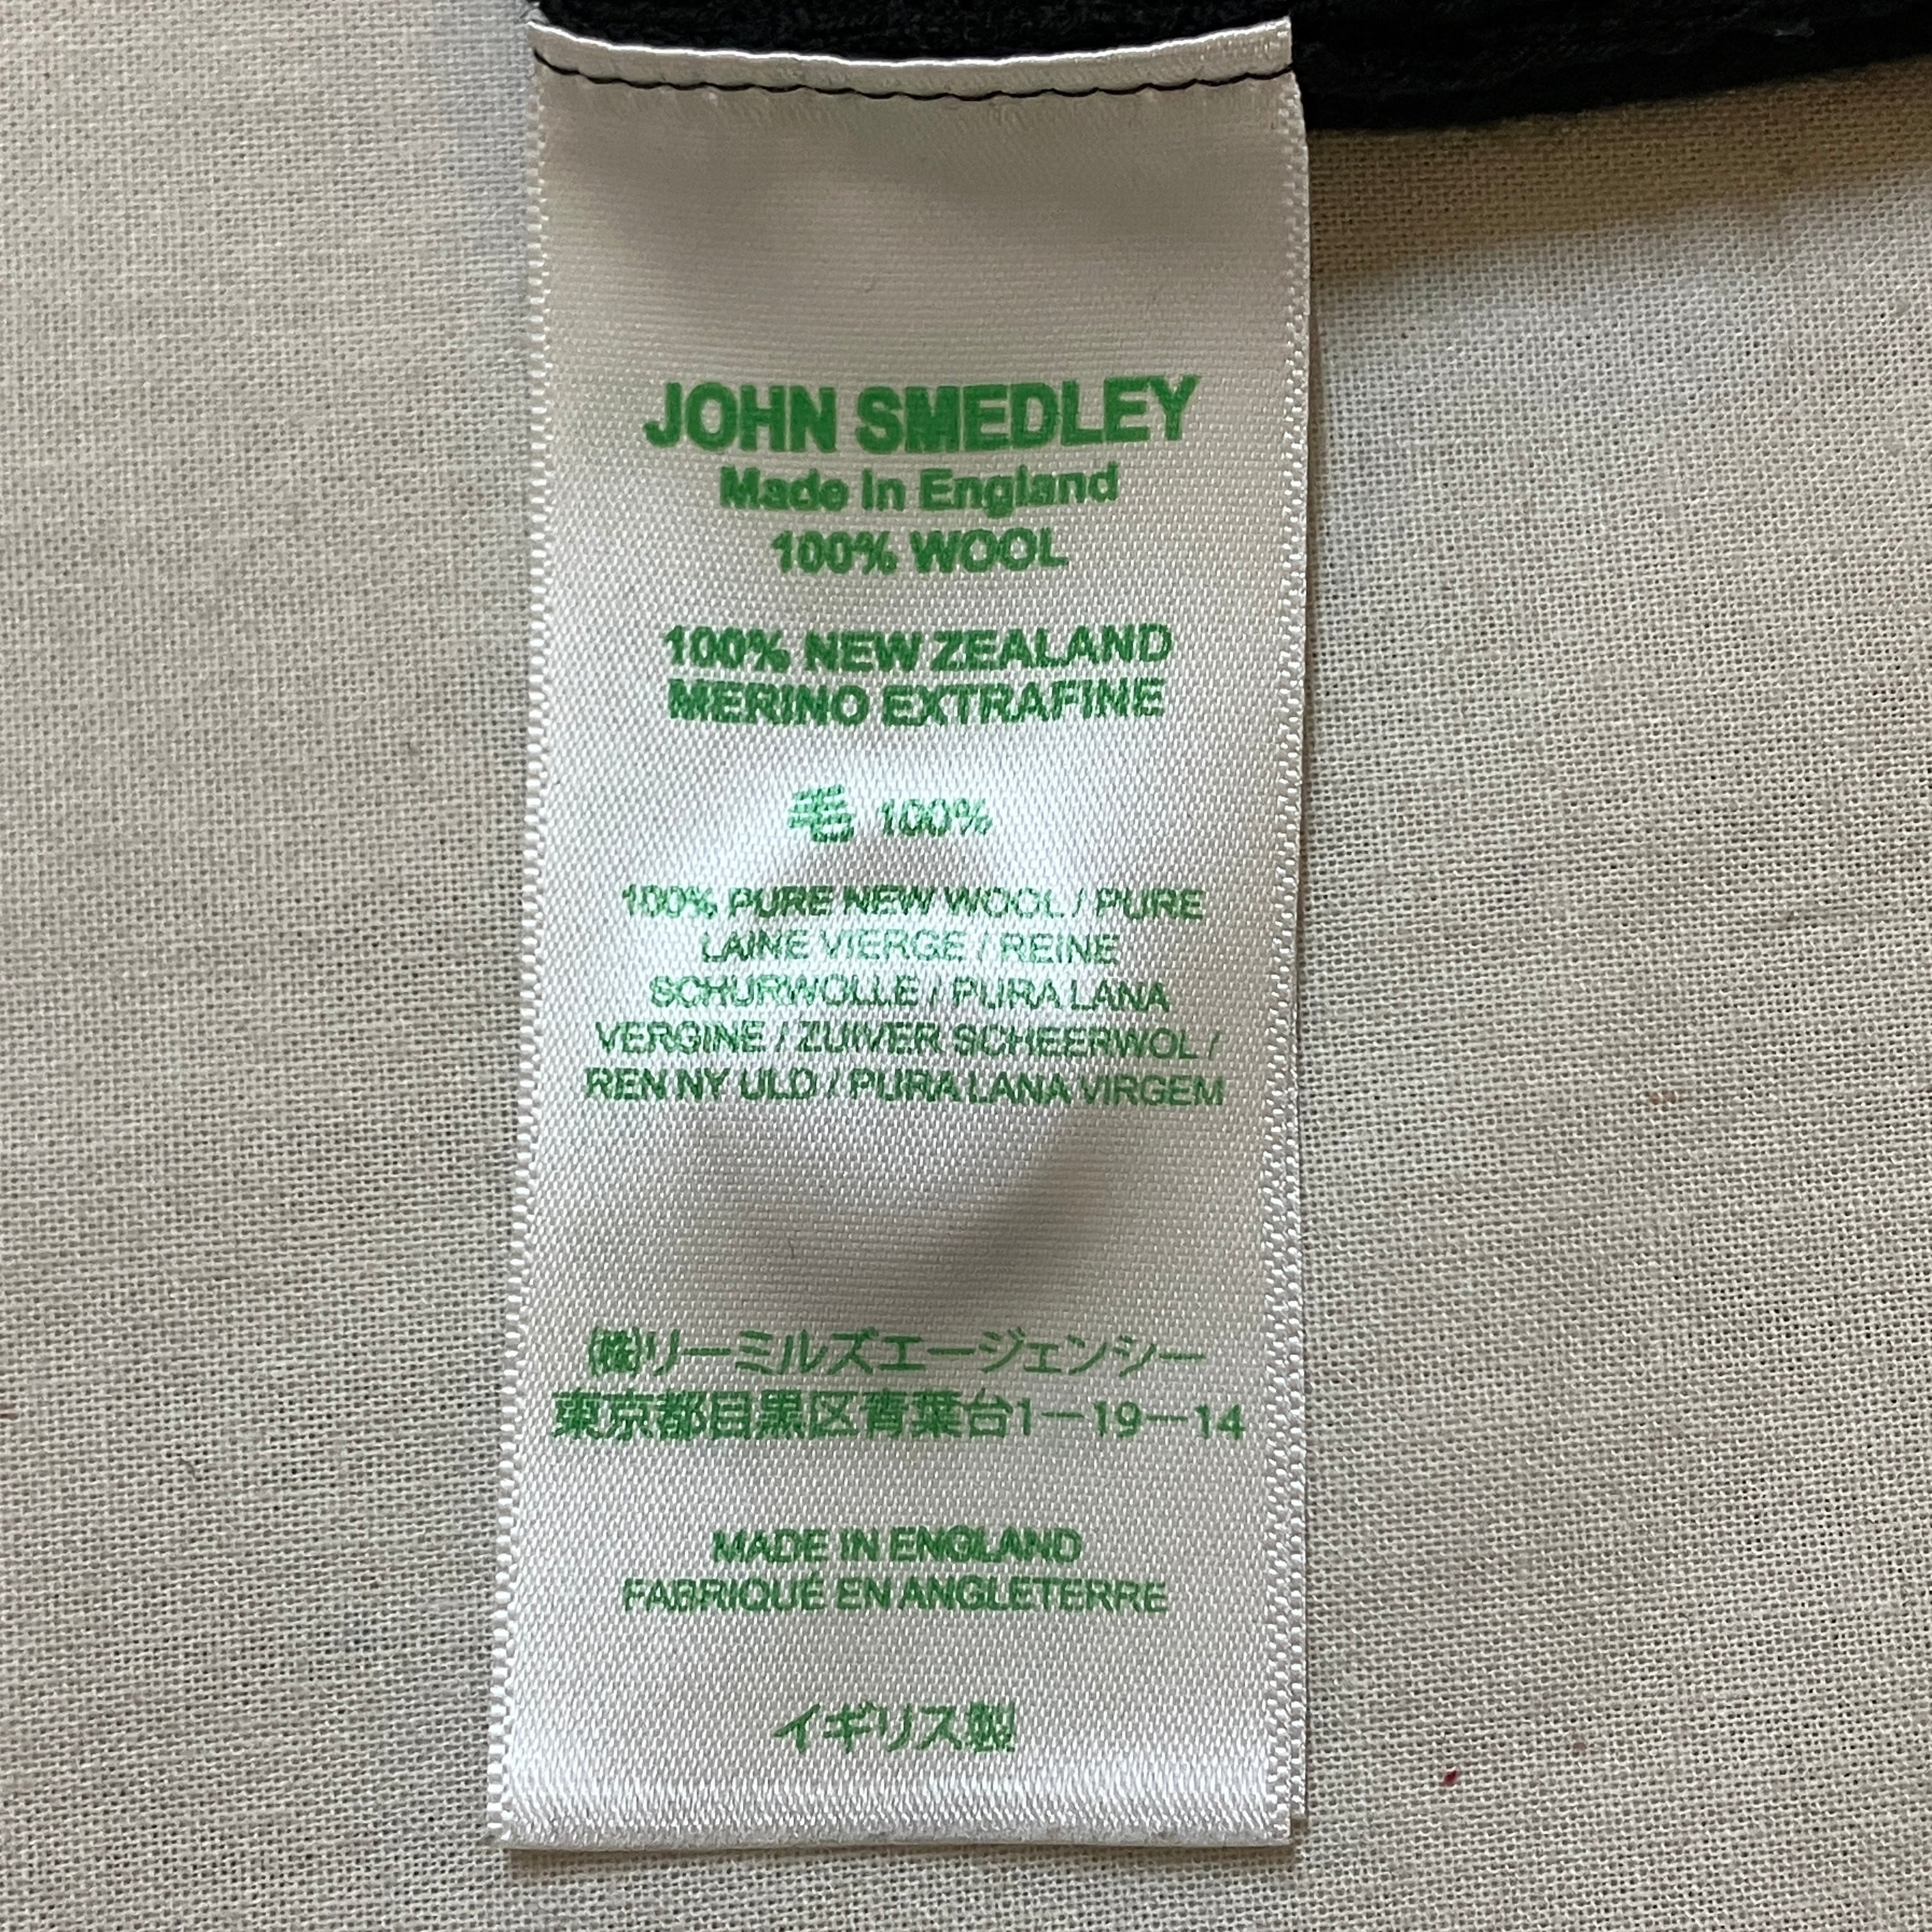 JOHN SMEDLEY
Made In England
100% WOOL
100% NEW ZEALAND
MERINO EXTRAFINE
毛 100%
100% PURE NEW WOOL / PURE
LAINE VIERGE / REINE
SCHURWOLLE / PURA LANA
VERGINE / ZUIVER SCHEERWOL /
REN NY ULD / PURA LANA VIRGEM
㈱リーミルズエージェンシー
東京都目黒区青葉台1ー19ー14
MADE IN ENGLAND
FABRIQUÉ EN ANGLETERRE
イギリス製